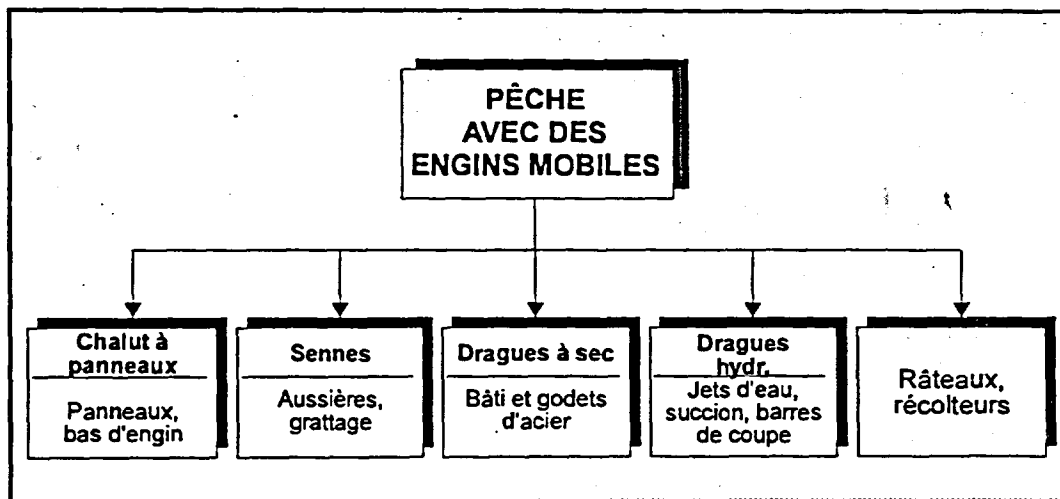 PÊCHE
AVEC DES
ENGINS MOBILES
Chalut à
panneaux
Panneaux,
bas d'engin
Sennes
Aussières,
grattage
Dragues à sec
Bâti et godets
d'acier
Dragues
hydr.
Jets d'eau,
succion, barres
de coupe
Râteaux,
récolteurs